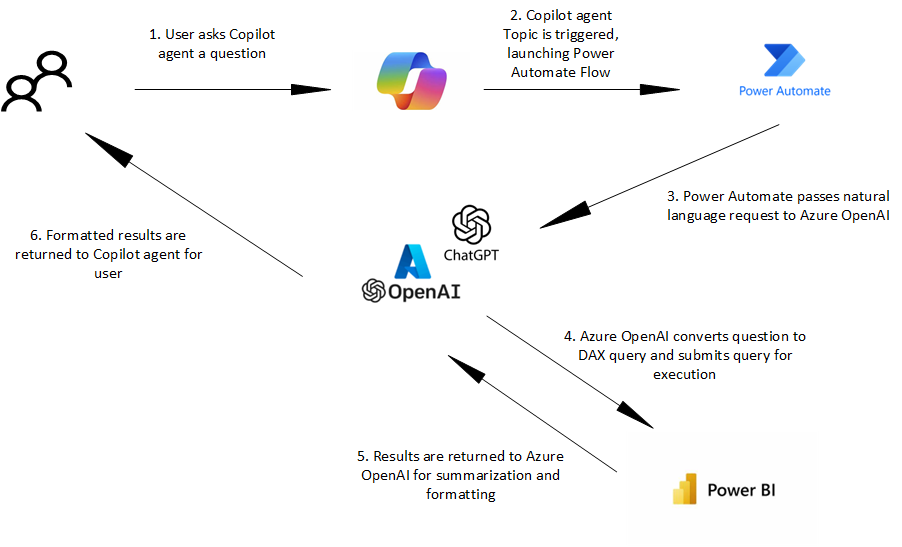 1. User asks Copilot
agent a question
2. Copilot agent
Topic is triggered,
launching Power
Automate Flow
Power Automate
3. Power Automate passes natural
language request to Azure OpenAI
ChatGPT
OpenAI
6. Formatted results are
returned to Copilot agent for
user
4. Azure OpenAI converts question to
DAX query and submits query for
execution
5. Results are returned to Azure
OpenAI for summarization and
formatting
Power BI